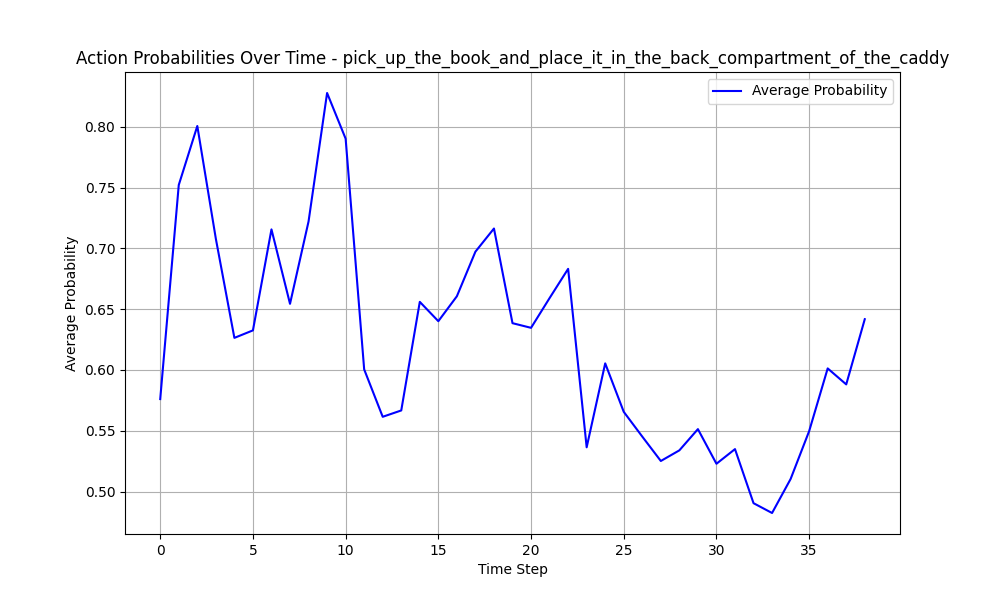 Action Probabilities Over Time - pick_up_the_book_and_place_it_in_the_back_compartment_of_the_caddy
Average Probability
Average Probability
0.80
0.75
0.70
0.65
0.60
0.55
0.50
0 5 10 15 20 25 30 35
Time Step